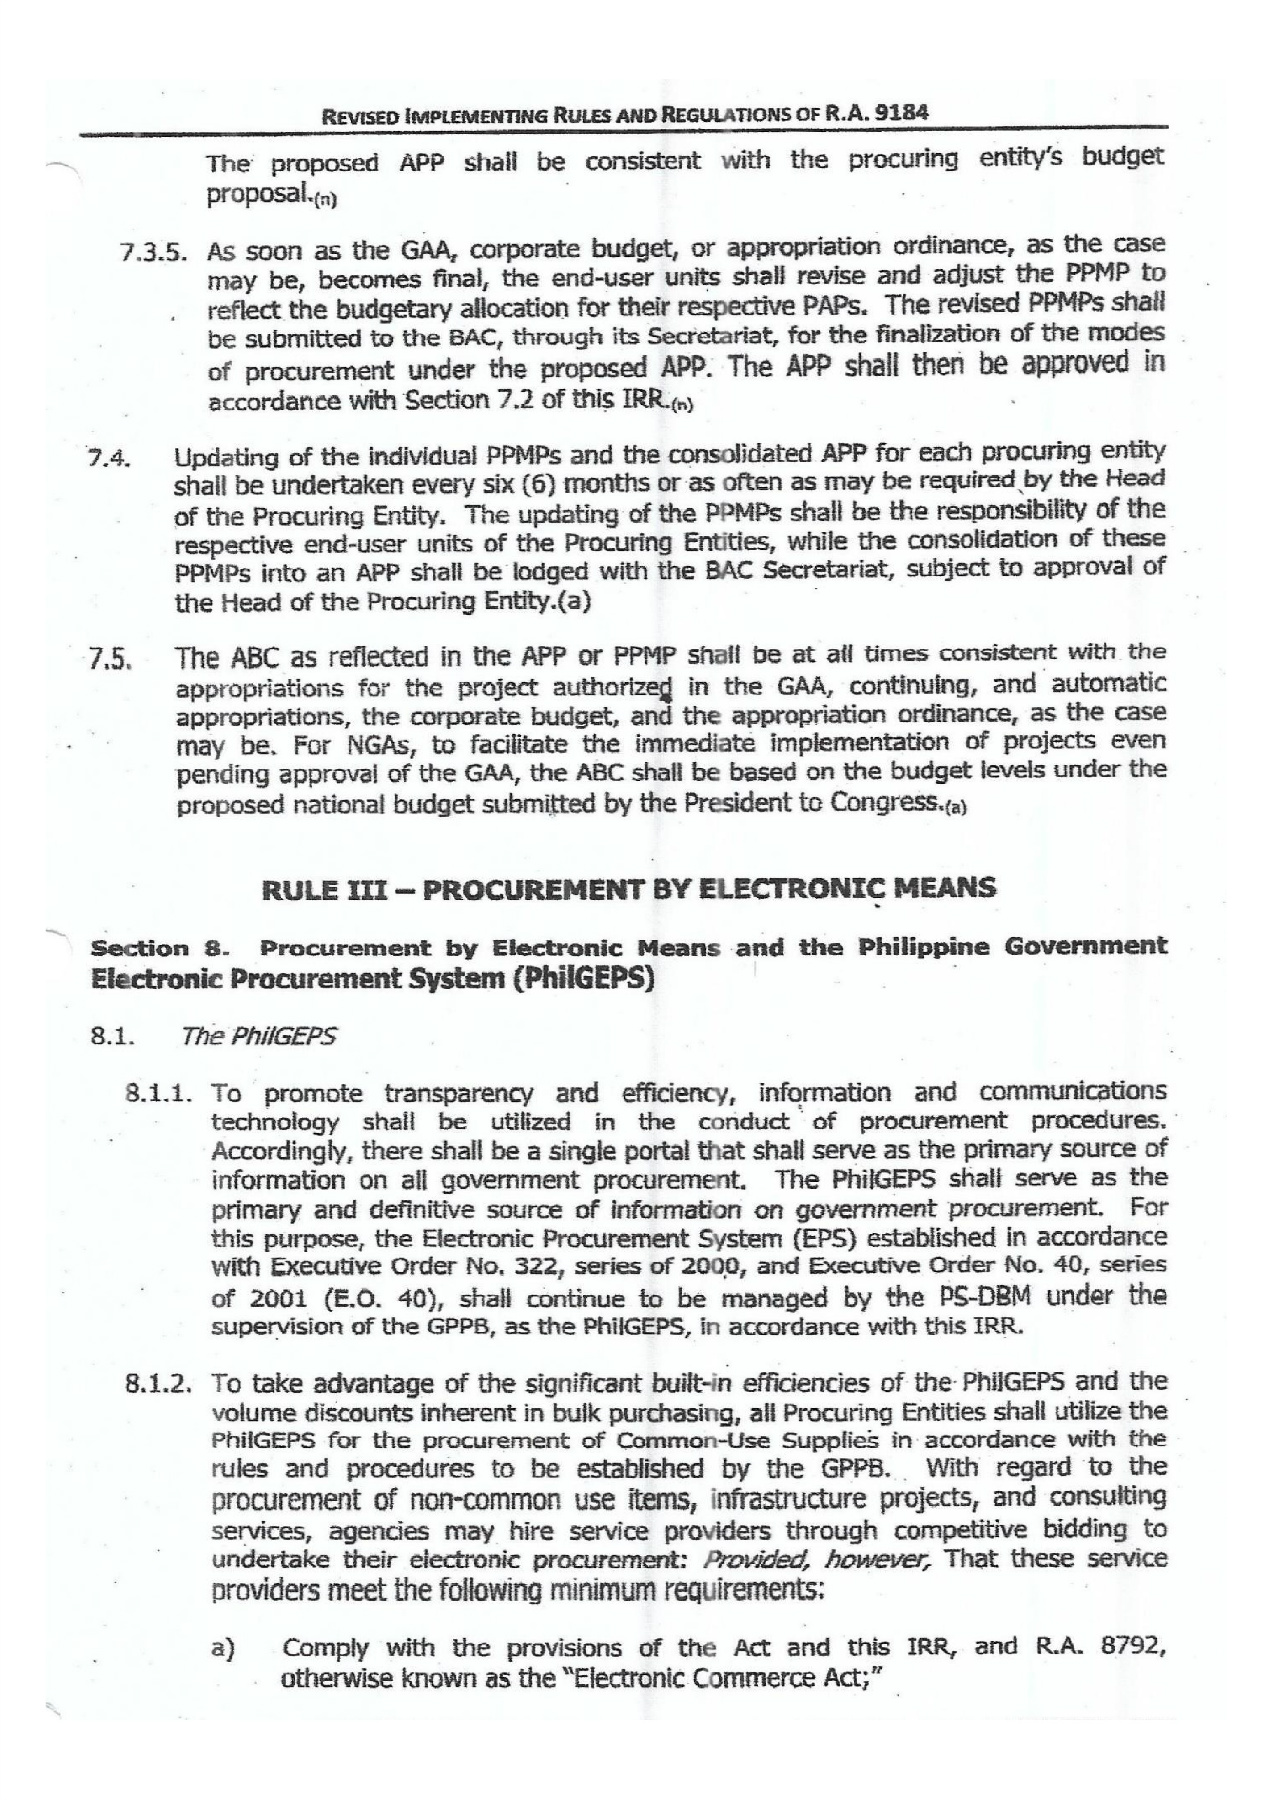 REVISED IMPLEMENTING RULES AND REGULATIONS OF R.A. 9184
The proposed APP shall be consistent with the procuring entity's budget
proposal.(n)
7.3.5. As soon as the GAA, corporate budget, or appropriation ordinance, as the case
may be, becomes final, the end-user units shall revise and adjust the PPMP to
reflect the budgetary allocation for their respective PAPs. The revised PPMPs shall
be submitted to the BAC, through its Secretariat, for the finalization of the modes
of procurement under the proposed APP. The APP shall then be approved in
accordance with Section 7.2 of this IRR.(n)
7.4. Updating of the individual PPMPs and the consolidated APP for each procuring entity
shall be undertaken every six (6) months or as often as may be required by the Head
of the Procuring Entity. The updating of the PPMPs shall be the responsibility of the
respective end-user units of the Procuring Entities, while the consolidation of these
PPMPs into an APP shall be lodged with the BAC Secretariat, subject to approval of
the Head of the Procuring Entity.(a)
7.5. The ABC as reflected in the APP or PPMP shall be at all times consistent with the
appropriations for the project authorized in the GAA, continuing, and automatic
appropriations, the corporate budget, and the appropriation ordinance, as the case
may be. For NGAs, to facilitate the immediate implementation of projects even
pending approval of the GAA, the ABC shall be based on the budget levels under the
proposed national budget submitted by the President to Congress.(a)
RULE III – PROCUREMENT BY ELECTRONIC MEANS
Section 8. Procurement by Electronic Means and the Philippine Government
Electronic Procurement System (PhilGEPS)
8.1. The PhilGEPS
8.1.1. To promote transparency and efficiency, information and communications
technology shall be utilized in the conduct of procurement procedures.
Accordingly, there shall be a single portal that shall serve as the primary source of
information on all government procurement. The PhilGEPS shall serve as the
primary and definitive source of information on government procurement. For
this purpose, the Electronic Procurement System (EPS) established in accordance
with Executive Order No. 322, series of 2000, and Executive Order No. 40, series
of 2001 (E.O. 40), shall continue to be managed by the PS-DBM under the
supervision of the GPPB, as the PhilGEPS, in accordance with this IRR.
8.1.2. To take advantage of the significant built-in efficiencies of the PhilGEPS and the
volume discounts inherent in bulk purchasing, all Procuring Entities shall utilize the
PhilGEPS for the procurement of Common-Use Supplies in accordance with the
rules and procedures to be established by the GPPB. With regard to the
procurement of non-common use items, infrastructure projects, and consulting
services, agencies may hire service providers through competitive bidding to
undertake their electronic procurement: Provided, however, That these service
providers meet the following minimum requirements:
a) Comply with the provisions of the Act and this IRR, and R.A. 8792,
otherwise known as the "Electronic Commerce Act;"